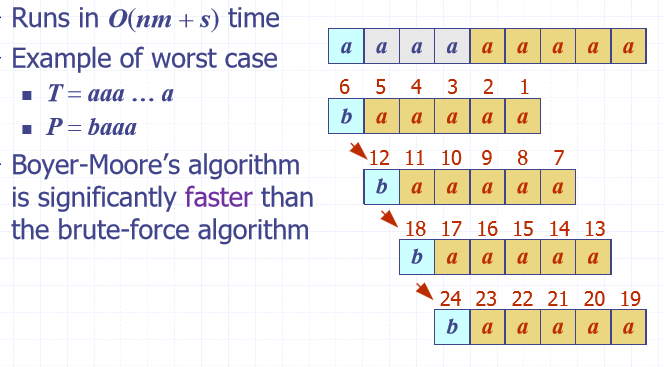 Runs in O(nm + s) time
Example of worst case
T = aaa … a
P = baaa
Boyer-Moore's algorithm
is significantly faster than
the brute-force algorithm
a a a a a a a a a
6 5 4 3 2 1
b a a a a a
12 11 10 9 8 7
b a a a a a
18 17 16 15 14 13
b a a a a a
24 23 22 21 20 19
b a a a a a